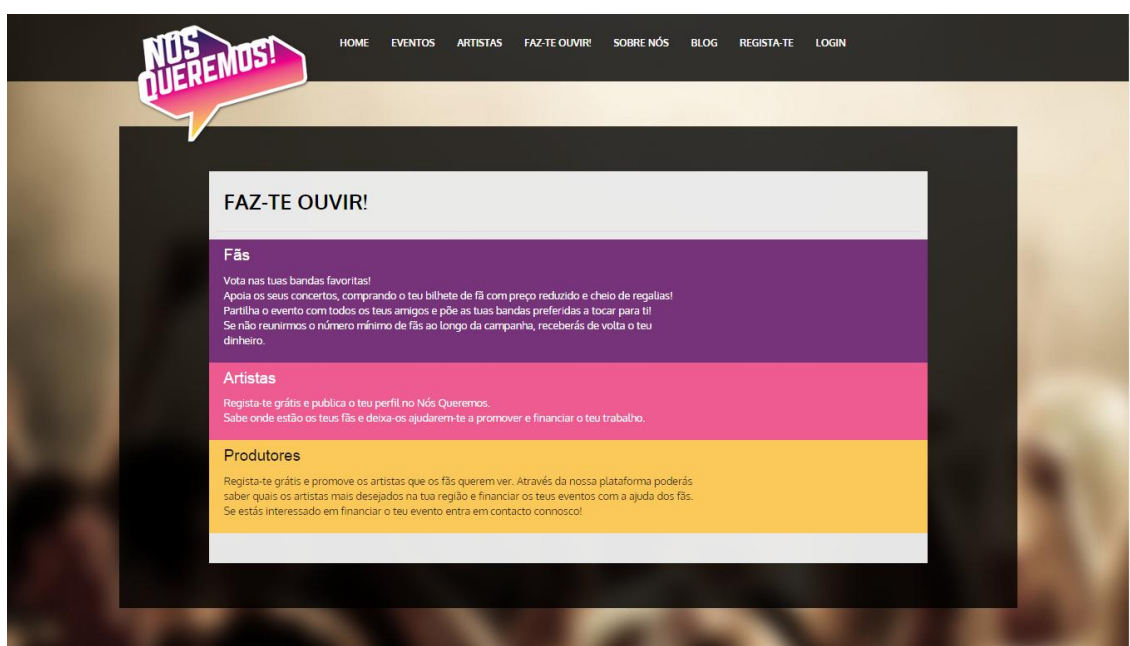 NÓS
QUEREMOS!
HOME EVENTOS ARTISTAS FAZ-TE OUVIR! SOBRE NÓS BLOG REGISTA-TE LOGIN
FAZ-TE OUVIR!
Fãs
Vota nas tuas bandas favoritas!
Apoia os seus concertos, comprando o teu bilhete de fã com preço reduzido e cheio de regalias!
Partilha o evento com todos os teus amigos e põe as tuas bandas preferidas a tocar para ti!
Se não reunirmos o número mínimo de fãs ao longo da campanha, receberás de volta o teu
dinheiro.
Artistas
Regista-te grátis e publica o teu perfil no Nós Queremos.
Sabe onde estão os teus fãs e deixa-os ajudarem-te a promover e financiar o teu trabalho.
Produtores
Regista-te grátis e promove os artistas que os fãs querem ver. Através da nossa plataforma poderás
saber quais os artistas mais desejados na tua região e financiar os teus eventos com a ajuda dos fãs.
Se estás interessado em financiar o teu evento entra em contacto connosco!